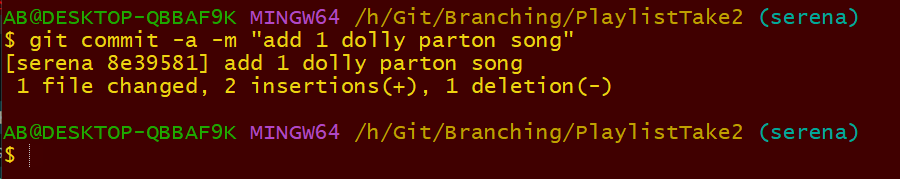 AB@DESKTOP-QBBAF9K MINGW64 /h/Git/Branching/PlaylistTake2 (serena)
$ git commit -a -m "add 1 dolly parton song"
[serena 8e39581] add 1 dolly parton song
 1 file changed, 2 insertions(+), 1 deletion(-)
AB@DESKTOP-QBBAF9K MINGW64 /h/Git/Branching/PlaylistTake2 (serena)
$